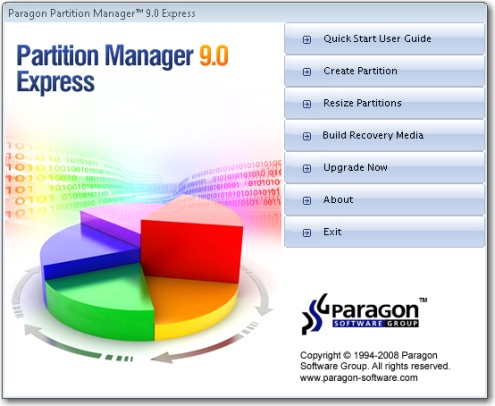 Paragon Partition Manager™ 9.0 Express
Partition Manager 9.0
Express
Quick Start User Guide
Create Partition
Resize Partitions
Build Recovery Media
Upgrade Now
About
Exit
paragon™
SOFTWARE GROUP
Copyright © 1994-2008 Paragon
Software Group. All rights reserved.
www.paragon-software.com